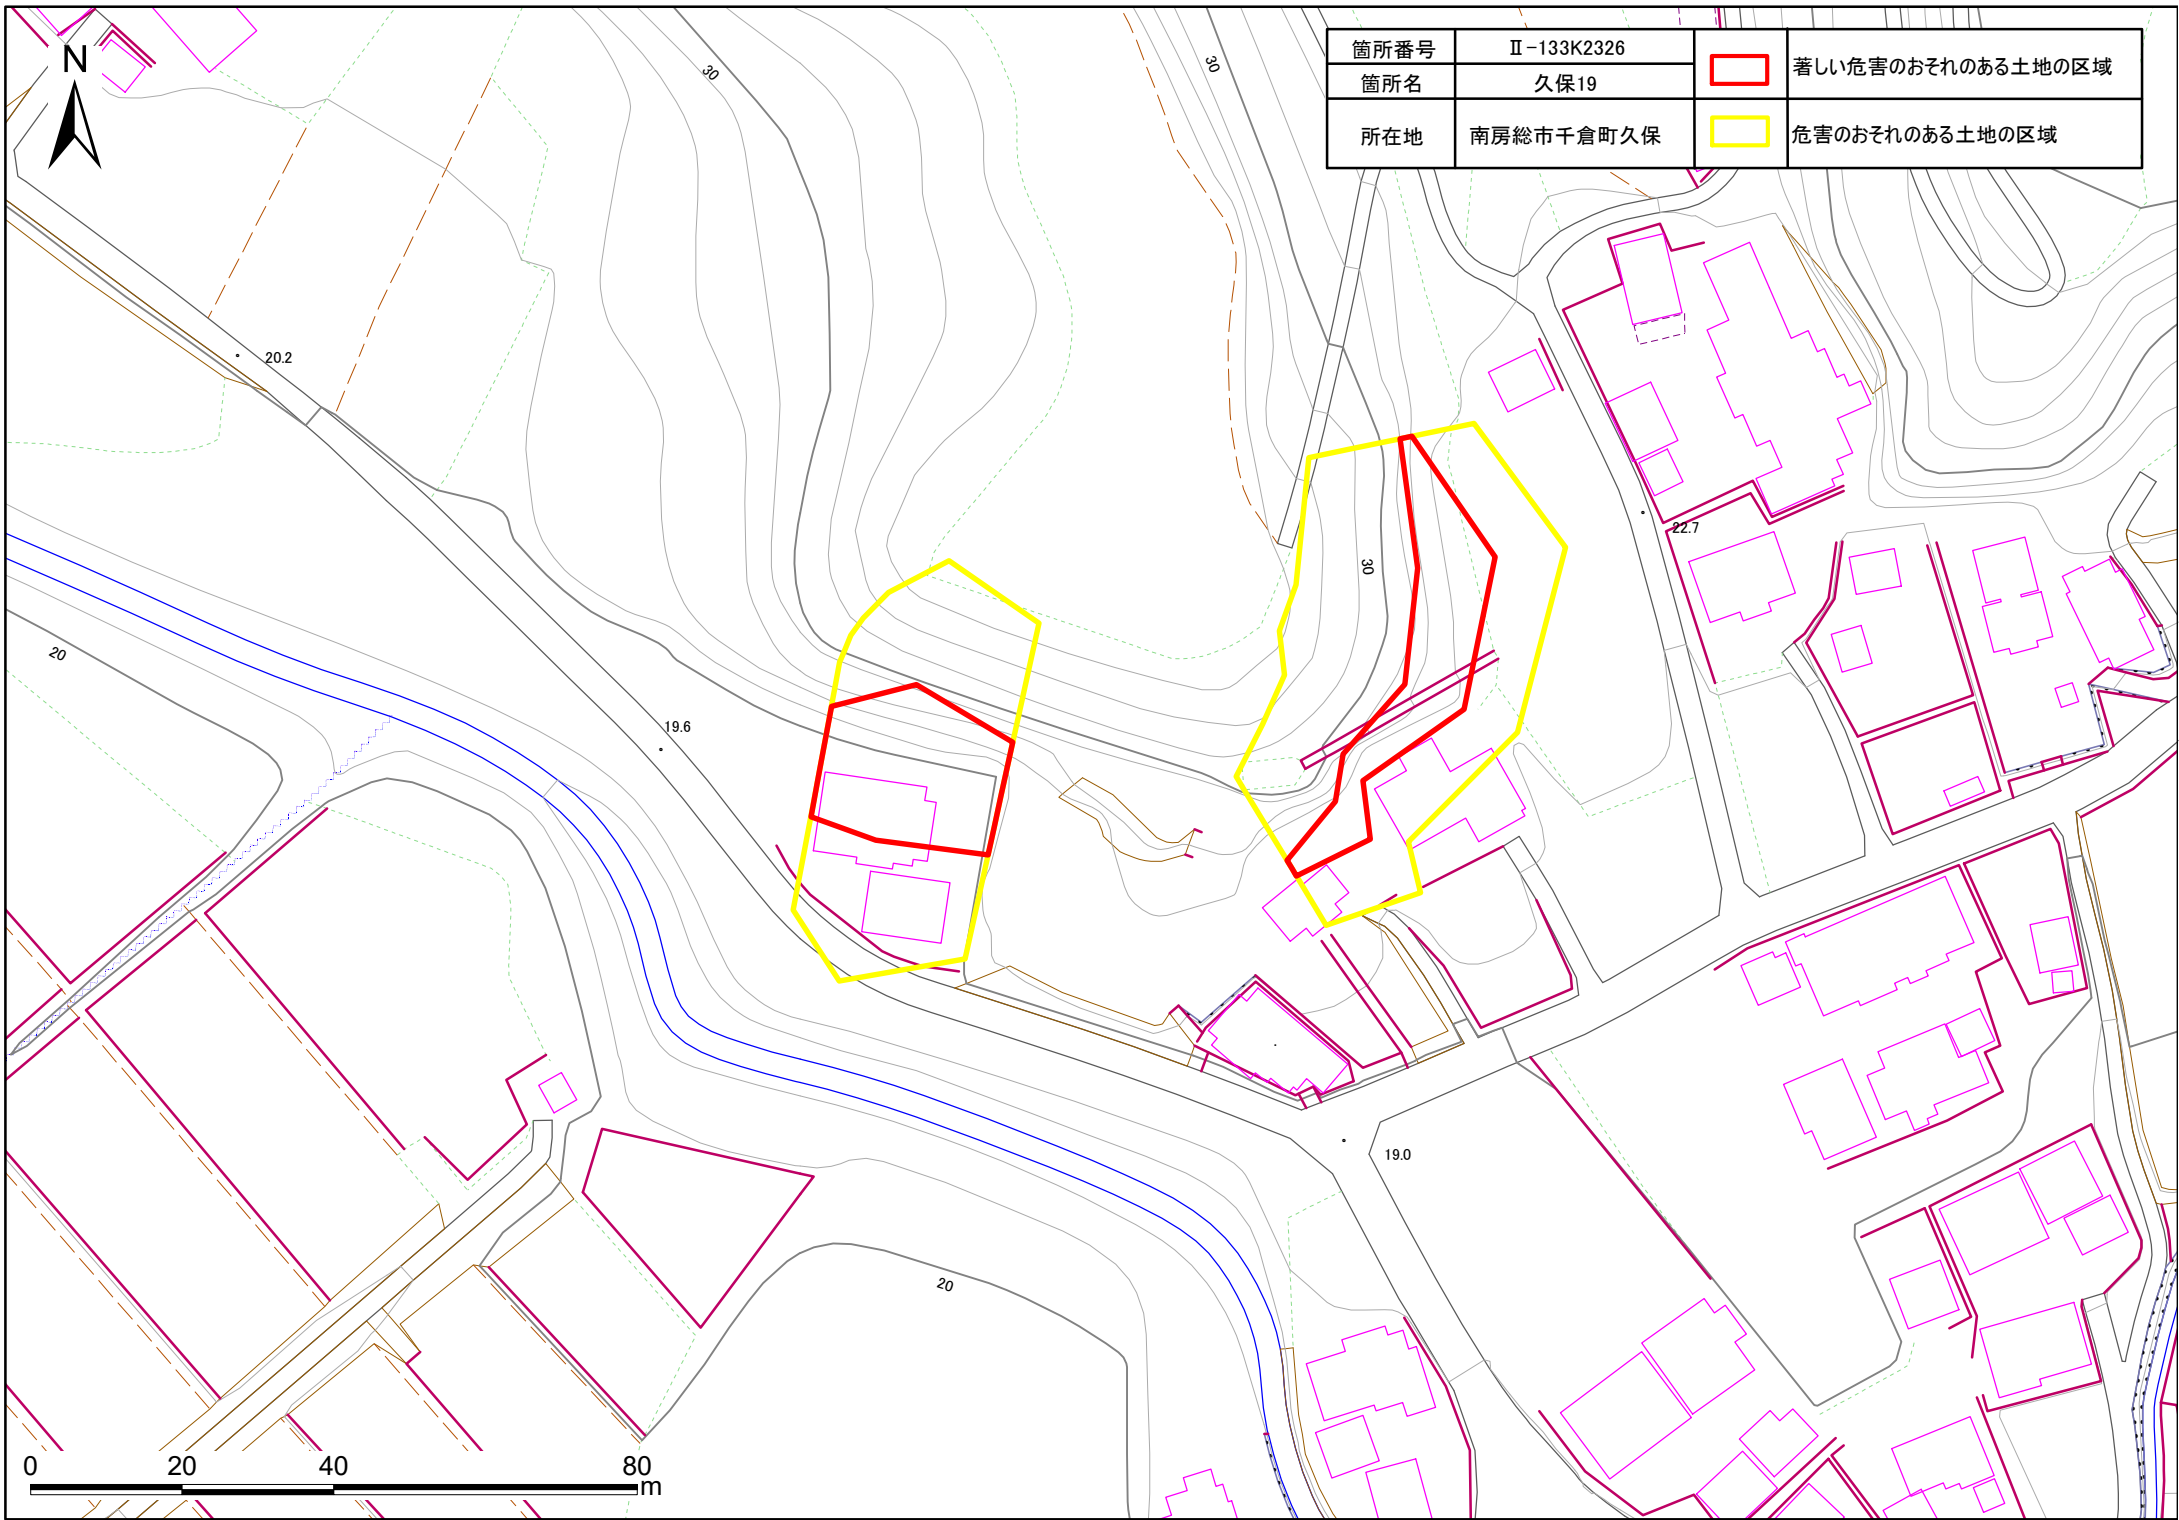 N
箇所番号 Ⅱ-133K2326
著しい危害のおそれのある土地の区域
箇所名 久保19
所在地 南房総市千倉町久保
危害のおそれのある土地の区域
30
30
20.2
22.7
30
20
19.6
19.0
20
0 20 40 80
m